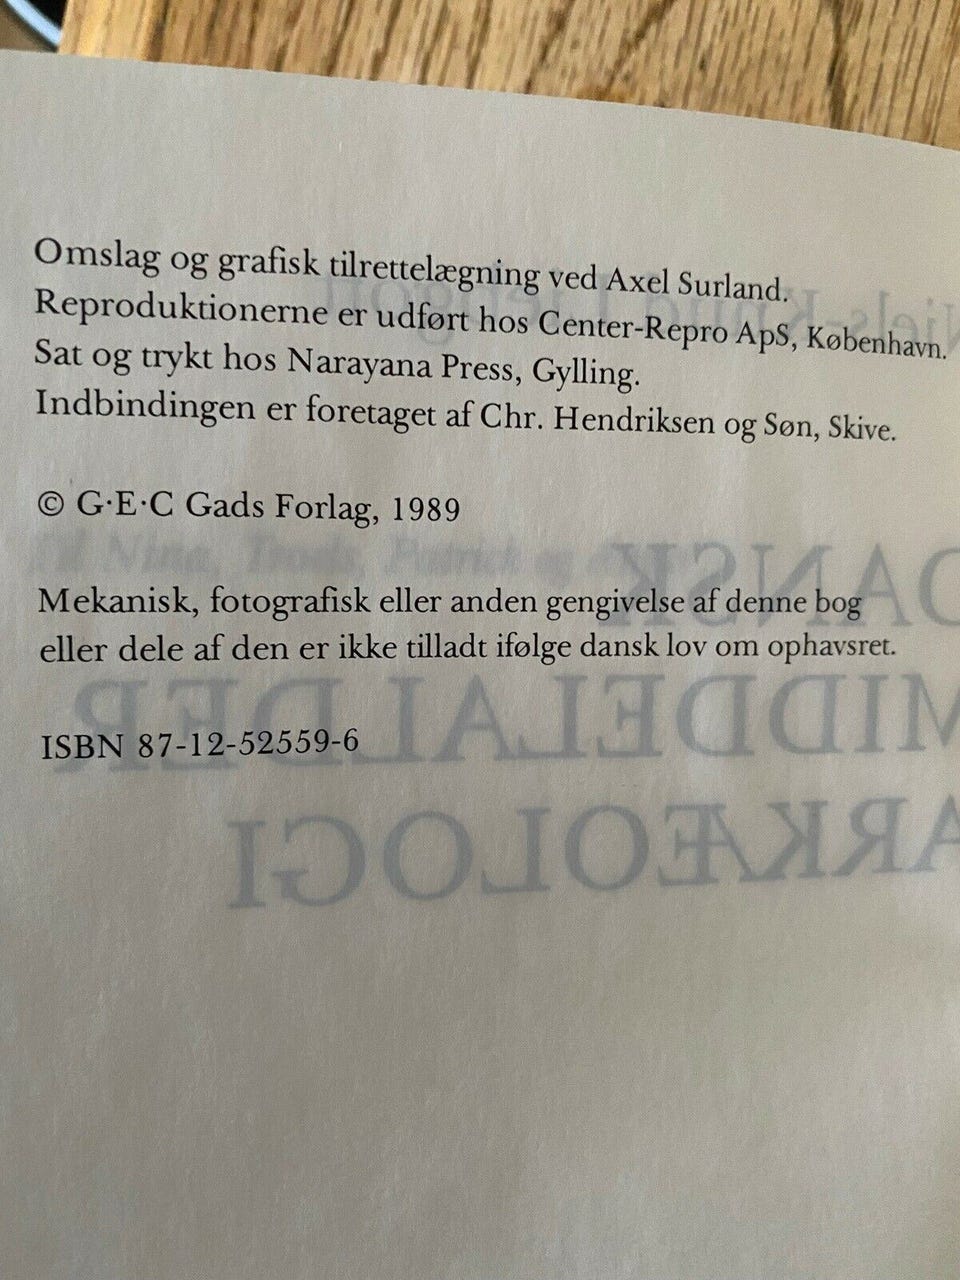 Omslag og grafisk tilrettelægning ved Axel Surland.
Reproduktionerne er udført hos Center-Repro ApS, København.
Sat og trykt hos Narayana Press, Gylling.
Indbindingen er foretaget af Chr. Hendriksen og Søn, Skive.
© G·E·C Gads Forlag, 1989
Mekanisk, fotografisk eller anden gengivelse af denne bog
eller dele af den er ikke tilladt ifølge dansk lov om ophavsret.
ISBN 87-12-52559-6
DANSK
MIDDELALDER
ARKÆOLOGI